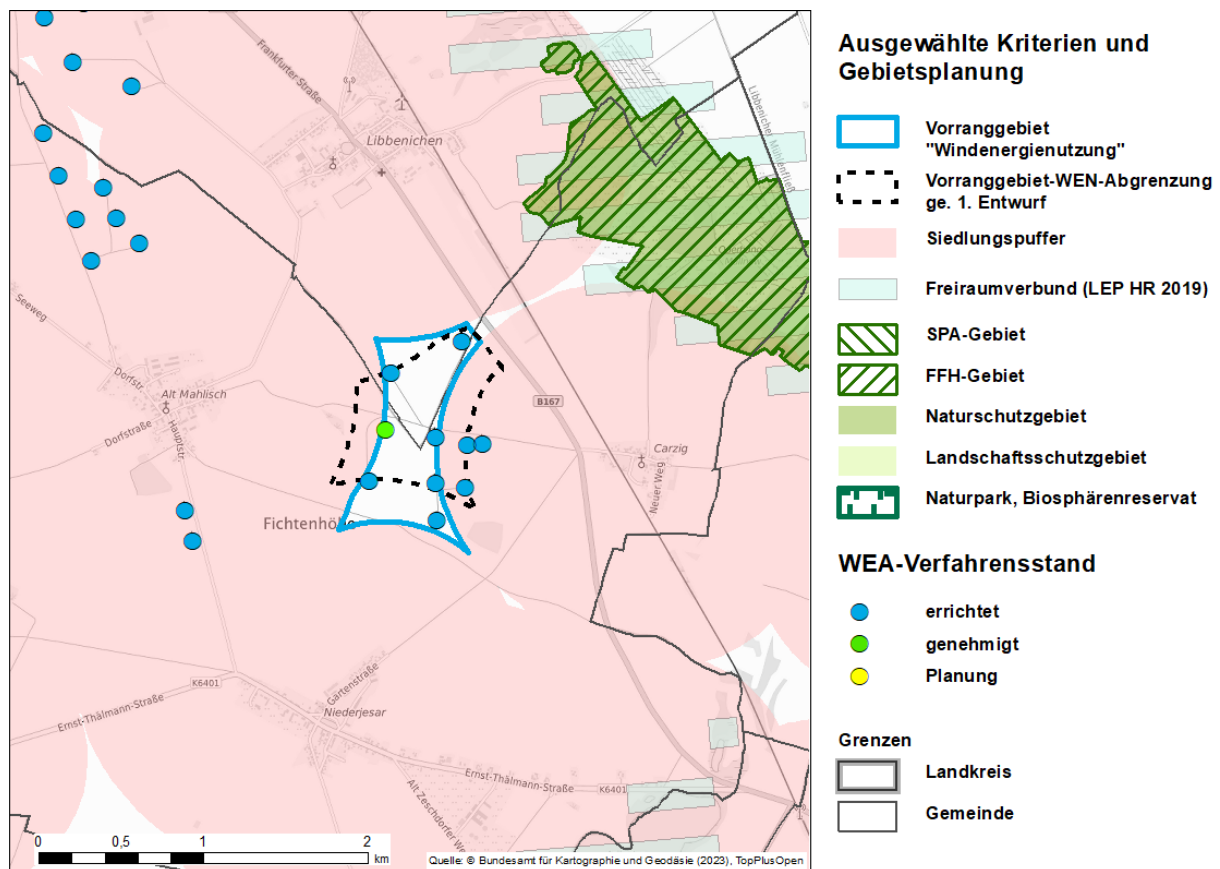 Frankfurter Straße
Libbenichen
Libbenichener Mühlenfließ
Seeweg
Dorfstr.
Alt Mahlisch
Dorfstraße
Hauptstr.
B167
Carzig
Neuer Weg
Fichtenhöhe
K6401
Gartenstraße
Niederjesar
Ernst-Thälmann-Straße
Ernst-Thälmann-Straße
K6401
Alt Zeschdorfer We
0 0,5 1 2
km
Quelle: © Bundesamt für Kartographie und Geodäsie (2023), TopPlusOpen
Ausgewählte Kriterien und
Gebietsplanung
Vorranggebiet
"Windenergienutzung"
Vorranggebiet-WEN-Abgrenzung
ge. 1. Entwurf
Siedlungspuffer
Freiraumverbund (LEP HR 2019)
SPA-Gebiet
FFH-Gebiet
Naturschutzgebiet
Landschaftsschutzgebiet
Naturpark, Biosphärenreservat
WEA-Verfahrensstand
errichtet
genehmigt
Planung
Grenzen
Landkreis
Gemeinde